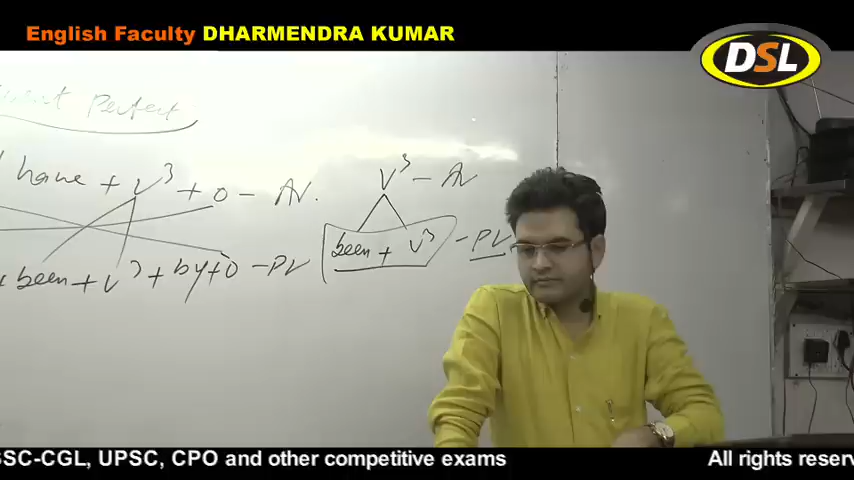 English Faculty DHARMENDRA KUMAR
DSL
Perfect
have + V³ + O - AV.
+ been + V³ + by + O - PV
V³ - AV
been + V³ - PV
SSC-CGL, UPSC, CPO and other competitive exams
All rights reserv